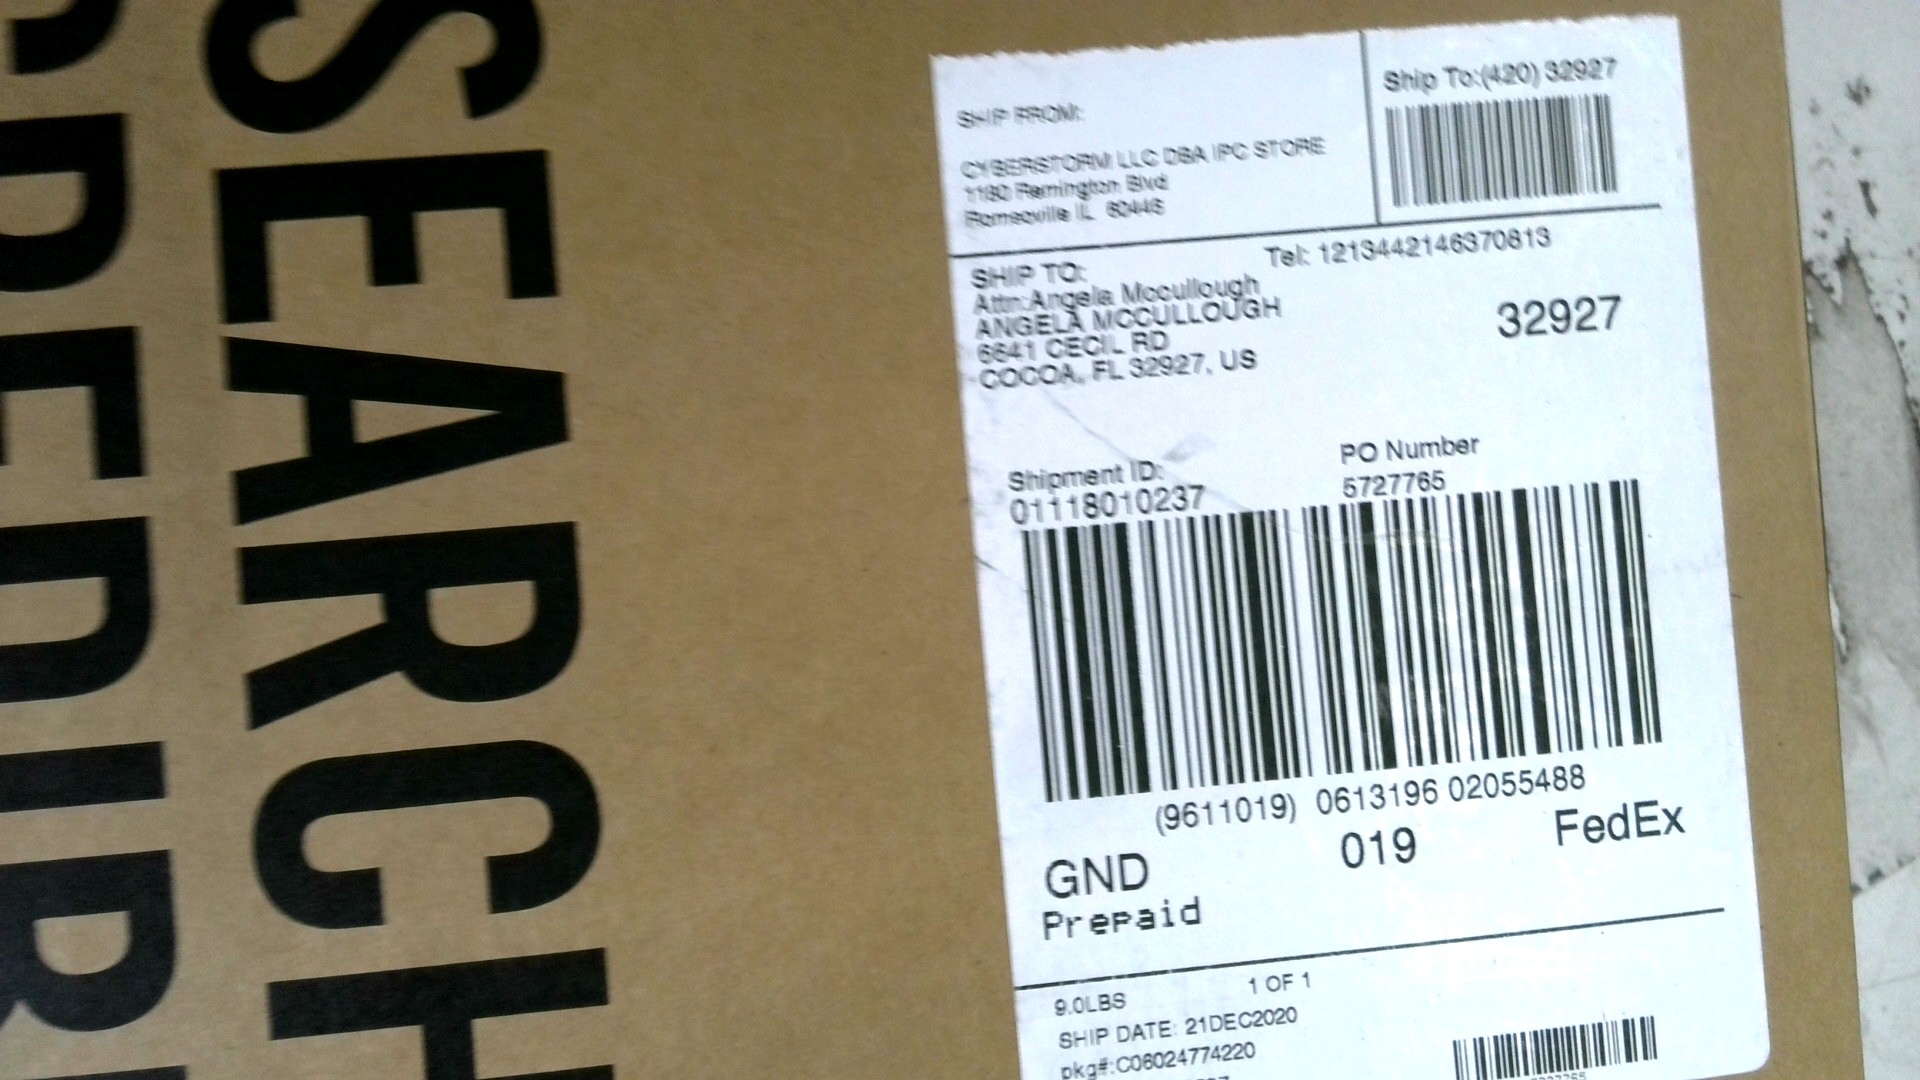 SEARCH
SHIP FROM:
CYBERSTORM LLC DBA IPC STORE
1180 Remington Blvd
Romeoville IL 60446
Ship To:(420) 32927
Tel: 1213442146370813
SHIP TO:
Attn:Angela Mccullough
ANGELA MCCULLOUGH
6641 CECIL RD
COCOA, FL 32927, US
32927
Shipment ID:
01118010237
PO Number
5727765
(9611019) 0613196 02055488
019
FedEx
GND
Prepaid
9.0LBS 1 OF 1
SHIP DATE: 21DEC2020
pkg#:C06024774220
5727765